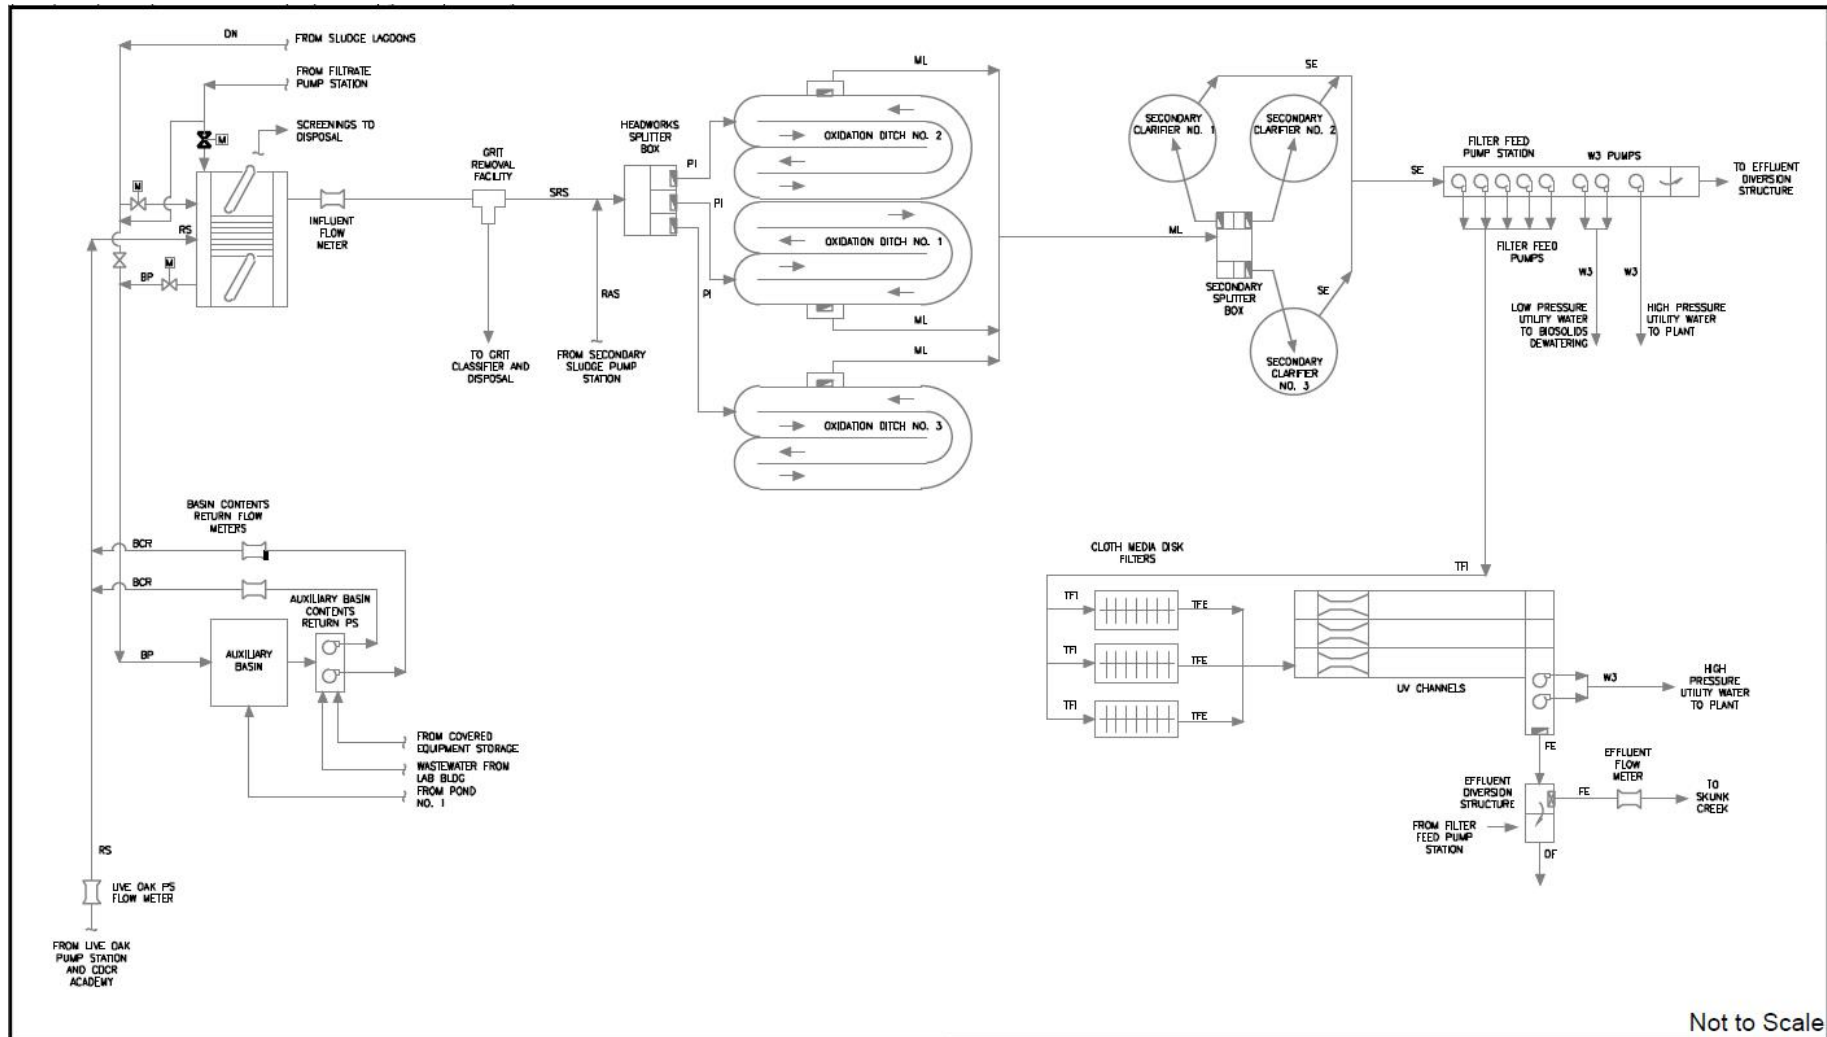 DN
FROM SLUDGE LAGOONS
FROM FILTRATE
PUMP STATION
M
SCREENINGS TO
DISPOSAL
M
RS
M
BP
INFLUENT
FLOW
METER
GRIT
REMOVAL
FACILITY
SRS
TO GRIT
CLASSIFIER AND
DISPOSAL
RAS
FROM SECONDARY
SLUDGE PUMP
STATION
HEADWORKS
SPLITTER
BOX
PI
PI
PI
ML
OXIDATION DITCH NO. 2
OXIDATION DITCH NO. 1
ML
ML
OXIDATION DITCH NO. 3
ML
SE
SECONDARY
CLARIFIER NO. 1
SECONDARY
CLARIFIER NO. 2
SECONDARY
SPLITTER
BOX
SE
SECONDARY
CLARIFIER
NO. 3
SE
FILTER FEED
PUMP STATION
W3 PUMPS
TO EFFLUENT
DIVERSION
STRUCTURE
FILTER FEED
PUMPS
W3
W3
LOW PRESSURE
UTILITY WATER
TO BIOSOLIDS
DEWATERING
HIGH PRESSURE
UTILITY WATER
TO PLANT
BASIN CONTENTS
RETURN FLOW
METERS
BCR
BCR
AUXILIARY BASIN
CONTENTS
RETURN PS
BP
AUXILIARY
BASIN
FROM COVERED
EQUIPMENT STORAGE
WASTEWATER FROM
LAB BLDG
FROM POND
NO. 1
RS
LIVE OAK PS
FLOW METER
FROM LIVE OAK
PUMP STATION
AND CDCR
ACADEMY
CLOTH MEDIA DISK
FILTERS
TFI
TFI
TFE
TFI
TFE
TFI
TFE
UV CHANNELS
W3
HIGH
PRESSURE
UTILITY WATER
TO PLANT
FE
EFFLUENT
DIVERSION
STRUCTURE
FE
EFFLUENT
FLOW
METER
TO
SKUNK
CREEK
FROM FILTER
FEED PUMP
STATION
OF
Not to Scale